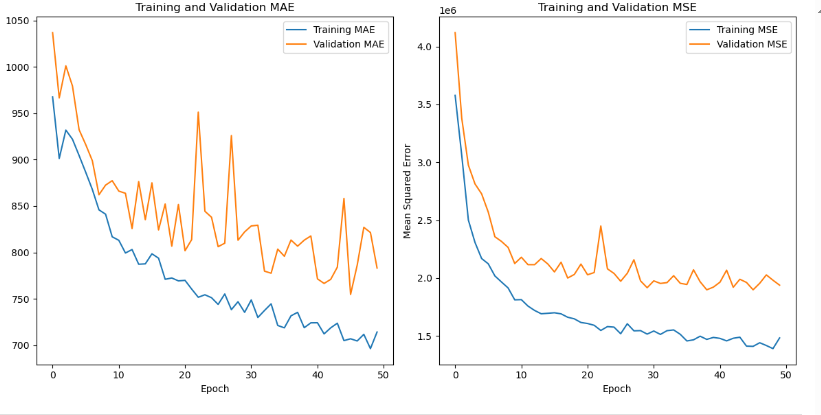 Training and Validation MAE
Training MAE
Validation MAE
1050
1000
950
900
850
800
750
700
0
10
20
30
40
50
Epoch
Training and Validation MSE
1e6
Training MSE
Validation MSE
Mean Squared Error
4.0
3.5
3.0
2.5
2.0
1.5
0
10
20
30
40
50
Epoch